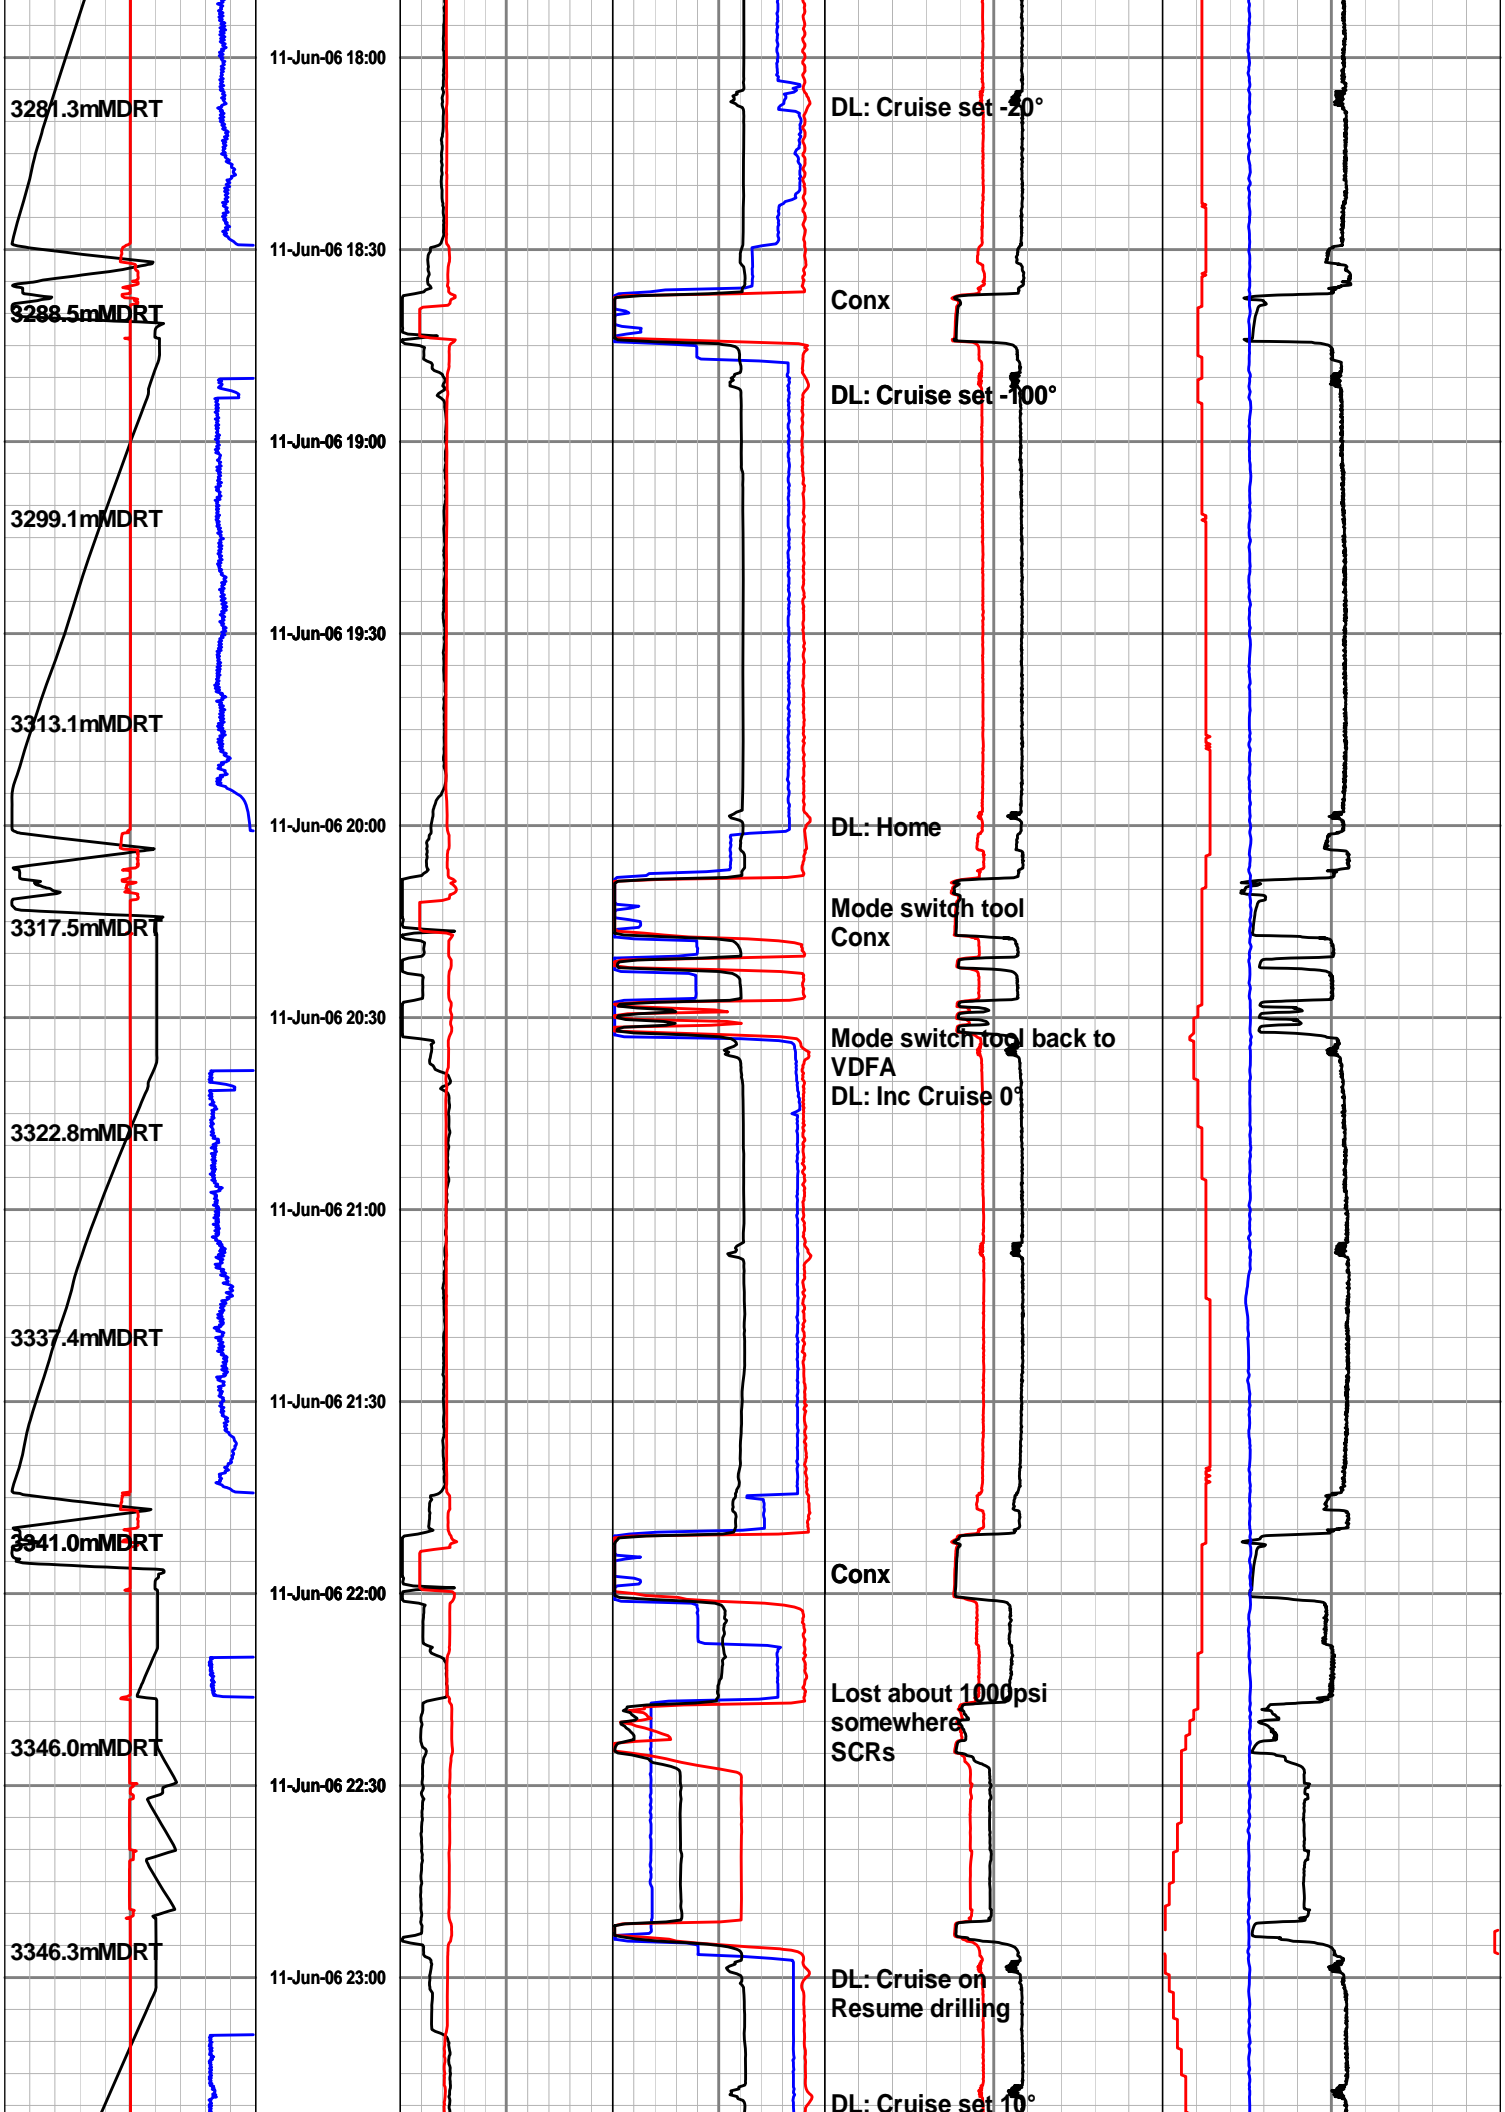 11-Jun-06 18:00
3281.3mMDRT
DL: Cruise set -20°
11-Jun-06 18:30
Conx
3288.5mMDRT
DL: Cruise set -100°
11-Jun-06 19:00
3299.1mMDRT
11-Jun-06 19:30
3313.1mMDRT
11-Jun-06 20:00
DL: Home
Mode switch tool
3317.5mMDRT
Conx
11-Jun-06 20:30
Mode switch tool back to
VDFA
DL: Inc Cruise 0°
3322.8mMDRT
11-Jun-06 21:00
3337.4mMDRT
11-Jun-06 21:30
3341.0mMDRT
Conx
11-Jun-06 22:00
Lost about 1000psi
somewhere
SCRs
3346.0mMDRT
11-Jun-06 22:30
3346.3mMDRT
11-Jun-06 23:00
DL: Cruise on
Resume drilling
DL: Cruise set 10°